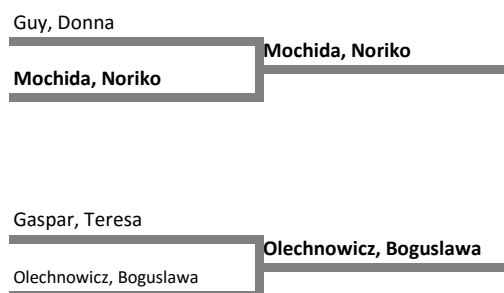 Guy, Donna
Mochida, Noriko
Mochida, Noriko
Gaspar, Teresa
Olechnowicz, Boguslawa
Olechnowicz, Boguslawa